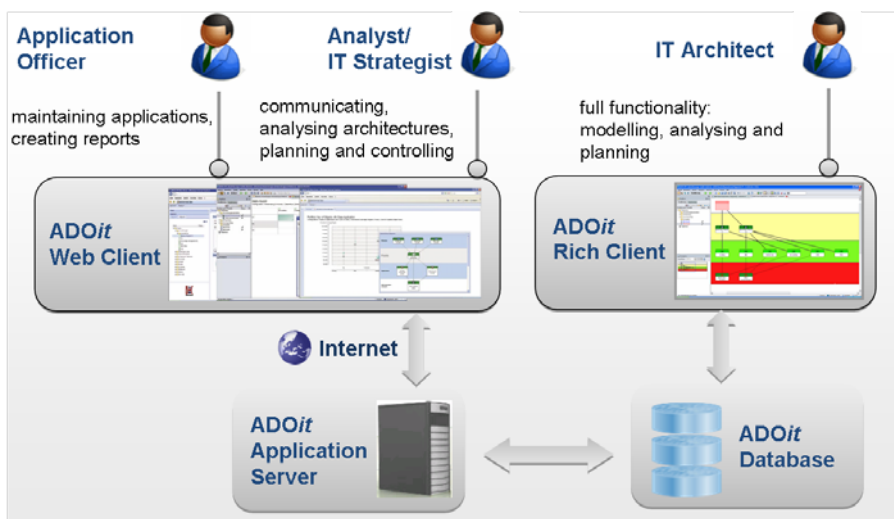 Application
Officer
Analyst/
IT Strategist
IT Architect
maintaining applications,
creating reports
communicating,
analysing architectures,
planning and controlling
full functionality:
modelling, analysing and
planning
ADOit
Web Client
ADOit
Rich Client
Internet
ADOit
Application
Server
ADOit
Database